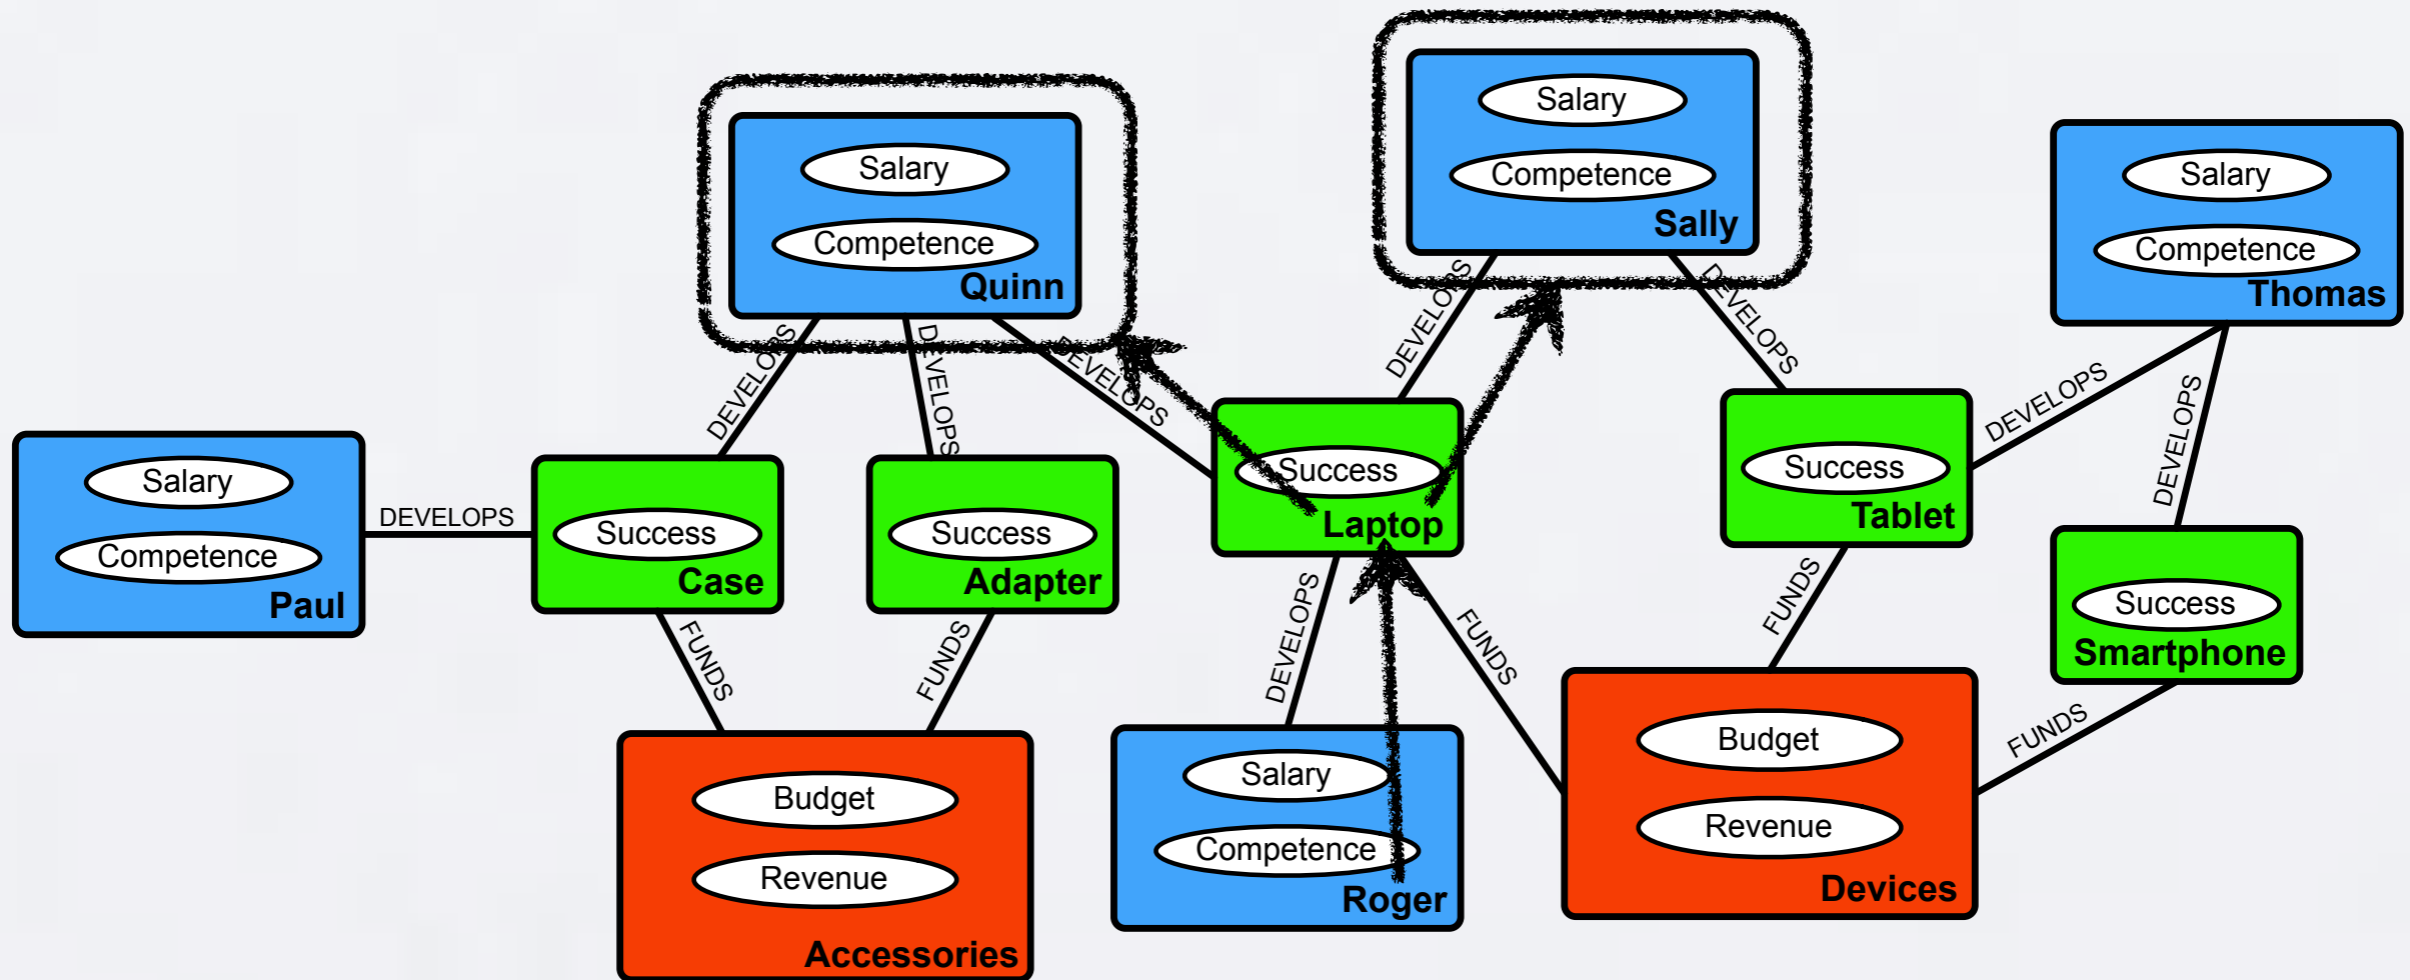 Salary
Competence
Quinn
Salary
Competence
Sally
Salary
Competence
Thomas
DEVELOPS
DEVELOPS
DEVELOPS
DEVELOPS
DEVELOPS
DEVELOPS
DEVELOPS
Salary
Competence
Paul
DEVELOPS
Success
Case
Success
Adapter
Success
Laptop
Success
Tablet
Success
Smartphone
FUNDS
FUNDS
DEVELOPS
FUNDS
FUNDS
FUNDS
Budget
Revenue
Accessories
Salary
Competence
Roger
Budget
Revenue
Devices